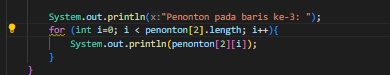 System.out.println(x:"Penonton pada baris ke-3: ");
for (int i=0; i < penonton[2].length; i++){
System.out.println(penonton[2][i]);
}
}